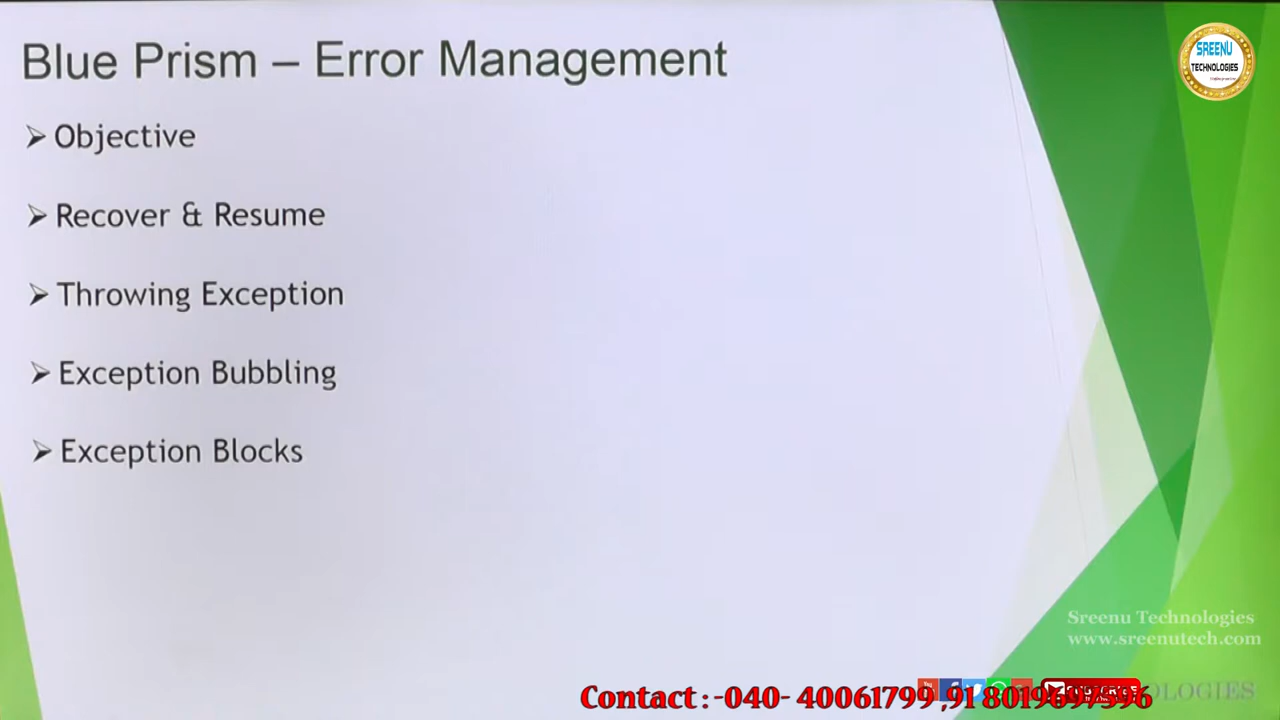 Blue Prism – Error Management
SREENU
TECHNOLOGIES
➢ Objective
➢ Recover & Resume
➢ Throwing Exception
➢ Exception Bubbling
➢ Exception Blocks
Sreenu Technologies
www.sreenutech.com
Contact : -040- 40061799 ,91 8019697596